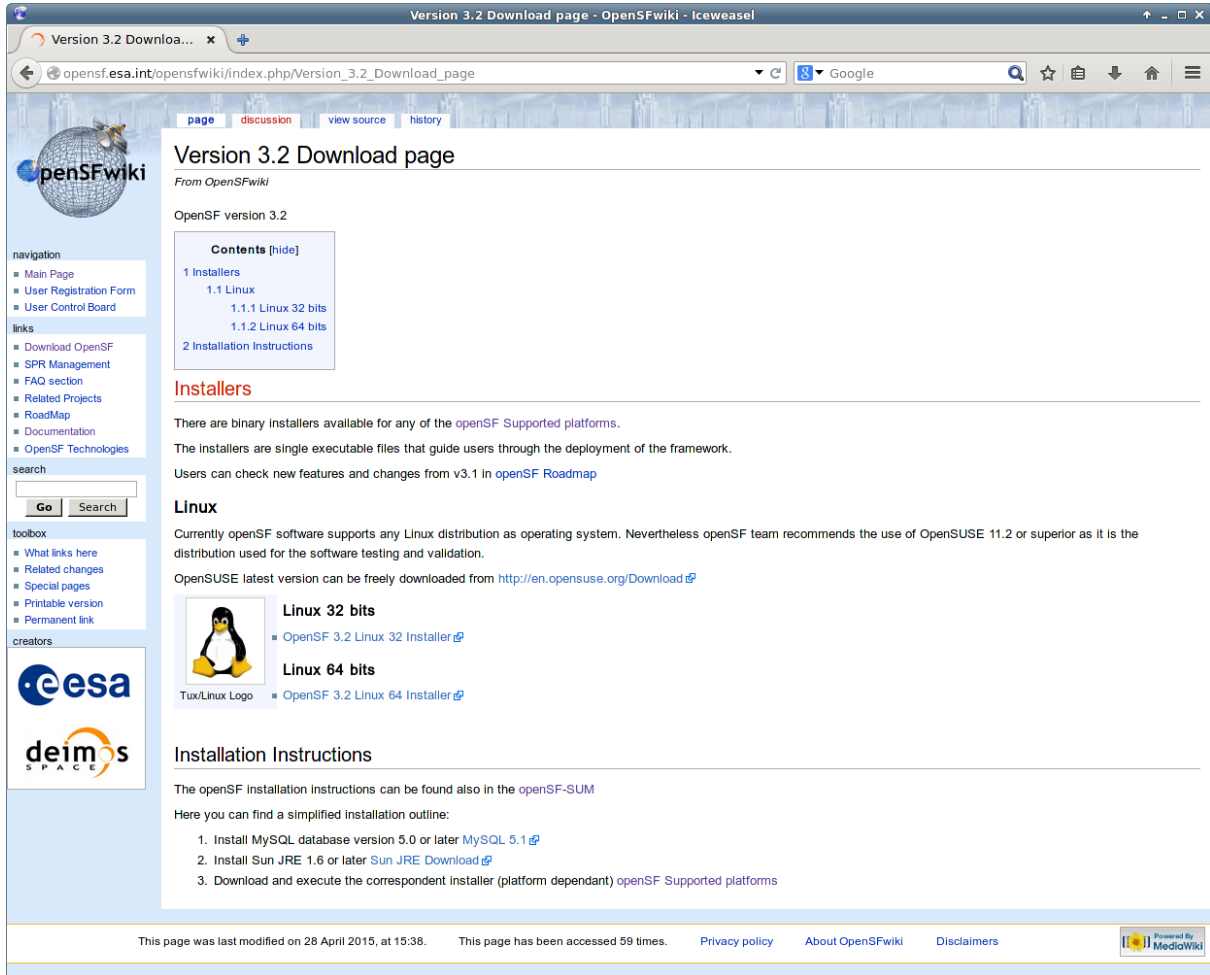 Version 3.2 Download page - OpenSFwiki - Iceweasel
Version 3.2 Downloa...
opensf.esa.int/opensfwiki/index.php/Version_3.2_Download_page
Google
page discussion view source history
OpenSFwiki
navigation
Main Page
User Registration Form
User Control Board
links
Download OpenSF
SPR Management
FAQ section
Related Projects
RoadMap
Documentation
OpenSF Technologies
search
Go Search
toolbox
What links here
Related changes
Special pages
Printable version
Permanent link
creators
esa
deimos
SPACE
Version 3.2 Download page
From OpenSFwiki
OpenSF version 3.2
Contents [hide]
1 Installers
1.1 Linux
1.1.1 Linux 32 bits
1.1.2 Linux 64 bits
2 Installation Instructions
Installers
There are binary installers available for any of the openSF Supported platforms.
The installers are single executable files that guide users through the deployment of the framework.
Users can check new features and changes from v3.1 in openSF Roadmap
Linux
Currently openSF software supports any Linux distribution as operating system. Nevertheless openSF team recommends the use of OpenSUSE 11.2 or superior as it is the
distribution used for the software testing and validation.
OpenSUSE latest version can be freely downloaded from http://en.opensuse.org/Download
Tux/Linux Logo
Linux 32 bits
OpenSF 3.2 Linux 32 Installer
Linux 64 bits
OpenSF 3.2 Linux 64 Installer
Installation Instructions
The openSF installation instructions can be found also in the openSF-SUM
Here you can find a simplified installation outline:
1. Install MySQL database version 5.0 or later MySQL 5.1
2. Install Sun JRE 1.6 or later Sun JRE Download
3. Download and execute the correspondent installer (platform dependant) openSF Supported platforms
This page was last modified on 28 April 2015, at 15:38. This page has been accessed 59 times. Privacy policy About OpenSFwiki Disclaimers
Powered By
MediaWiki